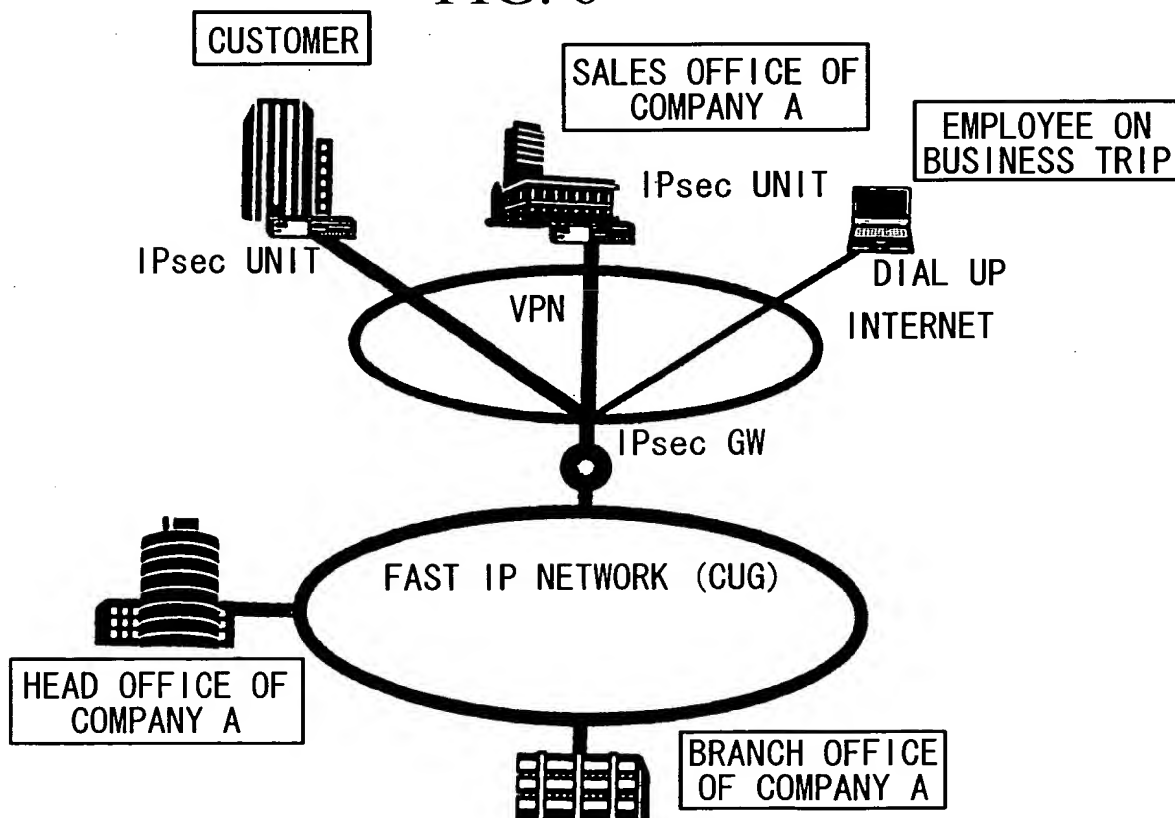 CUSTOMER
SALES OFFICE OF
COMPANY A
EMPLOYEE ON
BUSINESS TRIP
IPsec UNIT
IPsec UNIT
DIAL UP
VPN
INTERNET
IPsec GW
FAST IP NETWORK (CUG)
HEAD OFFICE OF
COMPANY A
BRANCH OFFICE
OF COMPANY A